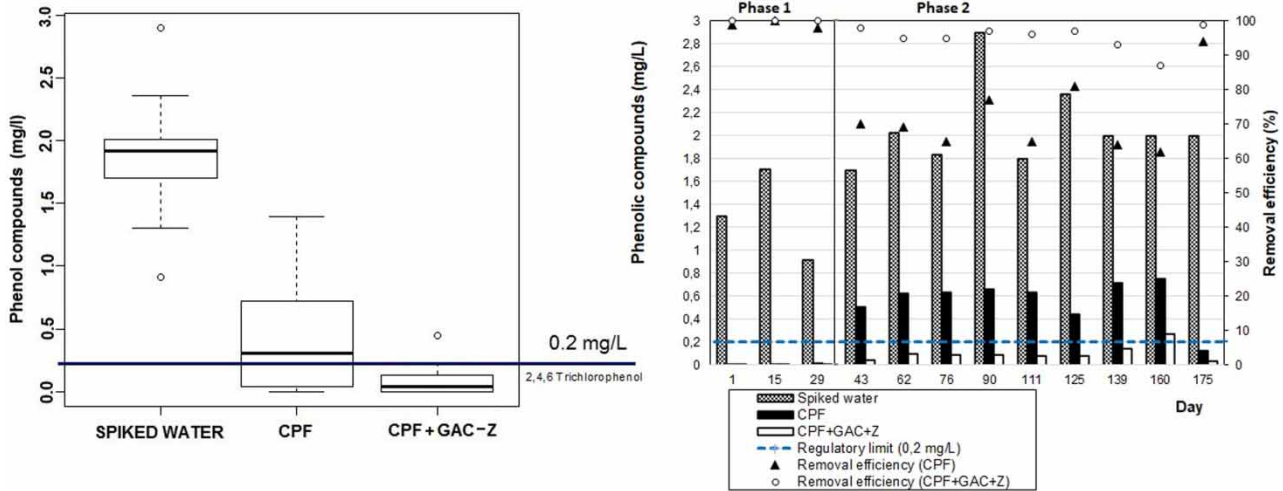 Phenol compounds (mg/l)
3.0
2.5
2.0
1.5
1.0
0.5
0.0
0.2 mg/L
2,4,6 Trichlorophenol
SPIKED WATER CPF CPF+GAC-Z
Phase 1 Phase 2
Phenolic compounds (mg/L)
3
2,8
2,6
2,4
2,2
2
1,8
1,6
1,4
1,2
1
0,8
0,6
0,4
0,2
0
100
90
80
70
60
50
40
30
20
10
0
Removal efficiency (%)
1 15 29 43 62 76 90 111 125 139 160 175
Day
Spiked water
CPF
CPF+GAC+Z
Regulatory limit (0,2 mg/L)
Removal efficiency (CPF)
Removal efficiency (CPF+GAC+Z)